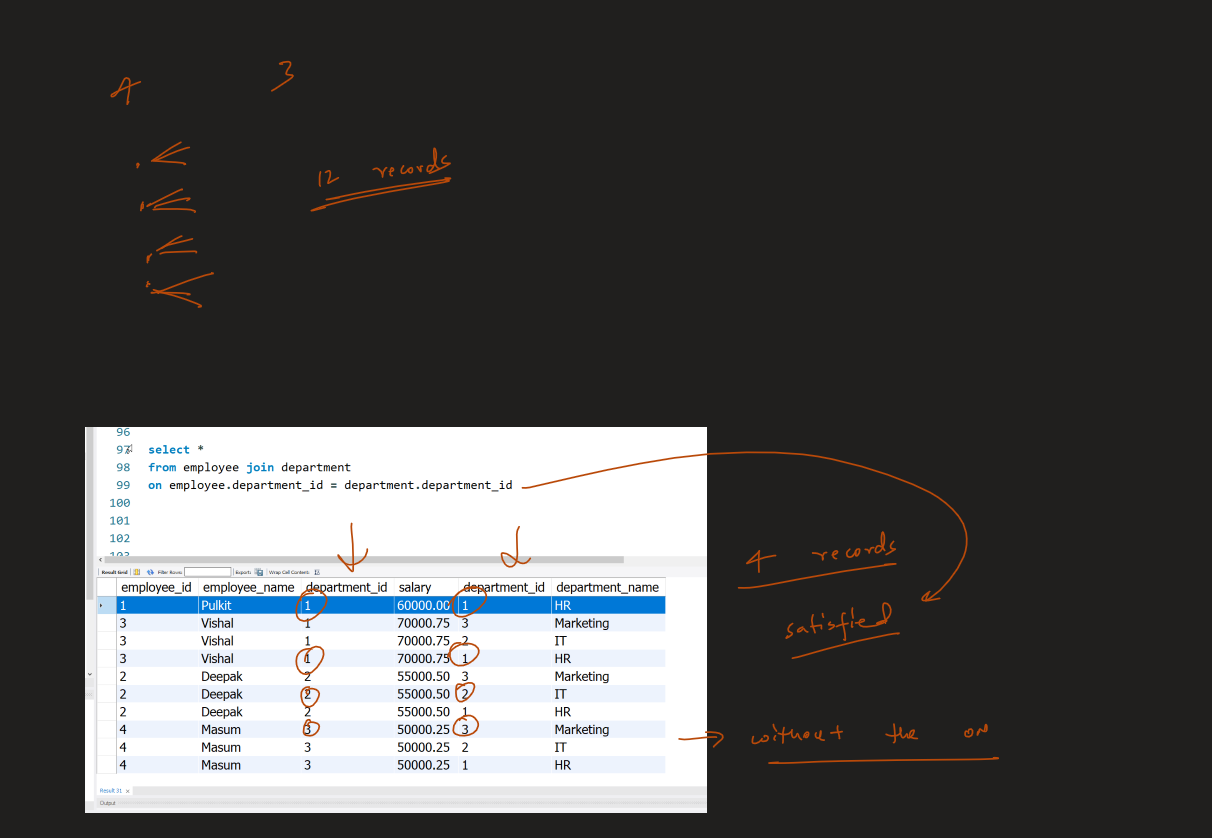 4 3
12 records
96
97 select *
98 from employee join department
99 on employee.department_id = department.department_id
100
101
102
103
4 records
satisfied
Result Grid Filter Rows: Export: Wrap Cell Content: IA
employee_id employee_name department_id salary department_id department_name
1 Pulkit 1 60000.00 1 HR
3 Vishal 1 70000.75 3 Marketing
3 Vishal 1 70000.75 2 IT
3 Vishal 1 70000.75 1 HR
2 Deepak 2 55000.50 3 Marketing
2 Deepak 2 55000.50 2 IT
2 Deepak 2 55000.50 1 HR
4 Masum 3 50000.25 3 Marketing
without the on
4 Masum 3 50000.25 2 IT
4 Masum 3 50000.25 1 HR
Result 31 x
Output